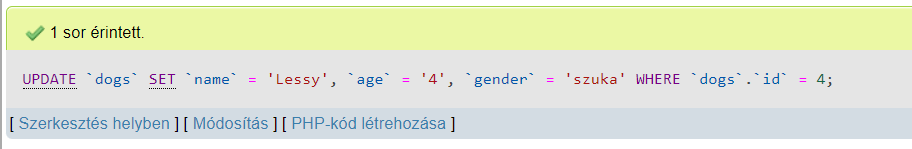 1 sor érintett.
UPDATE `dogs` SET `name` = 'Lessy', `age` = '4', `gender` = 'szuka' WHERE `dogs`.`id` = 4;
[ Szerkesztés helyben ] [ Módosítás ] [ PHP-kód létrehozása ]